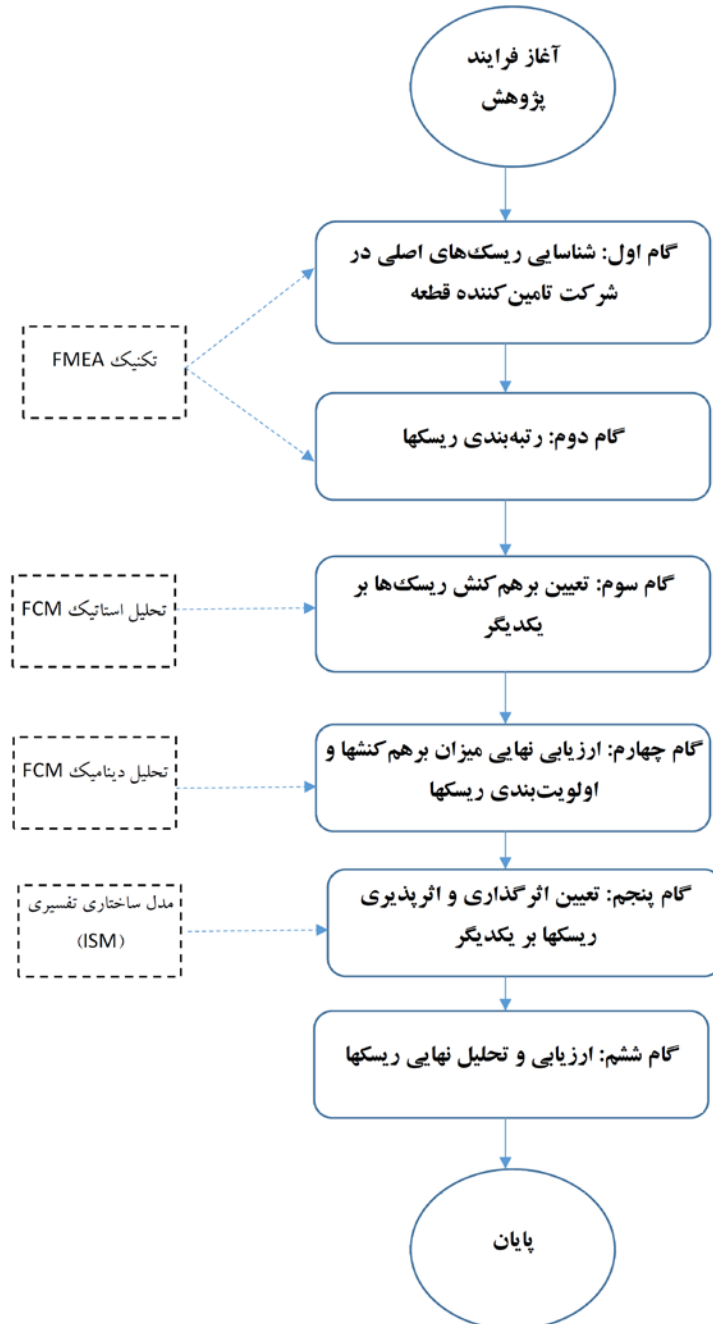 آغاز فرایند
پژوهش
گام اول: شناسایی ریسک‌های اصلی در
شرکت تامین‌کننده قطعه
تکنیک FMEA
گام دوم: رتبه‌بندی ریسکها
گام سوم: تعیین برهم‌کنش ریسک‌ها بر
یکدیگر
تحلیل استاتیک FCM
گام چهارم: ارزیابی نهایی میزان برهم‌کنشها و
اولویت‌بندی ریسکها
تحلیل دینامیک FCM
گام پنجم: تعیین اثرگذاری و اثرپذیری
ریسکها بر یکدیگر
مدل ساختاری تفسیری
(ISM)
گام ششم: ارزیابی و تحلیل نهایی ریسکها
پایان